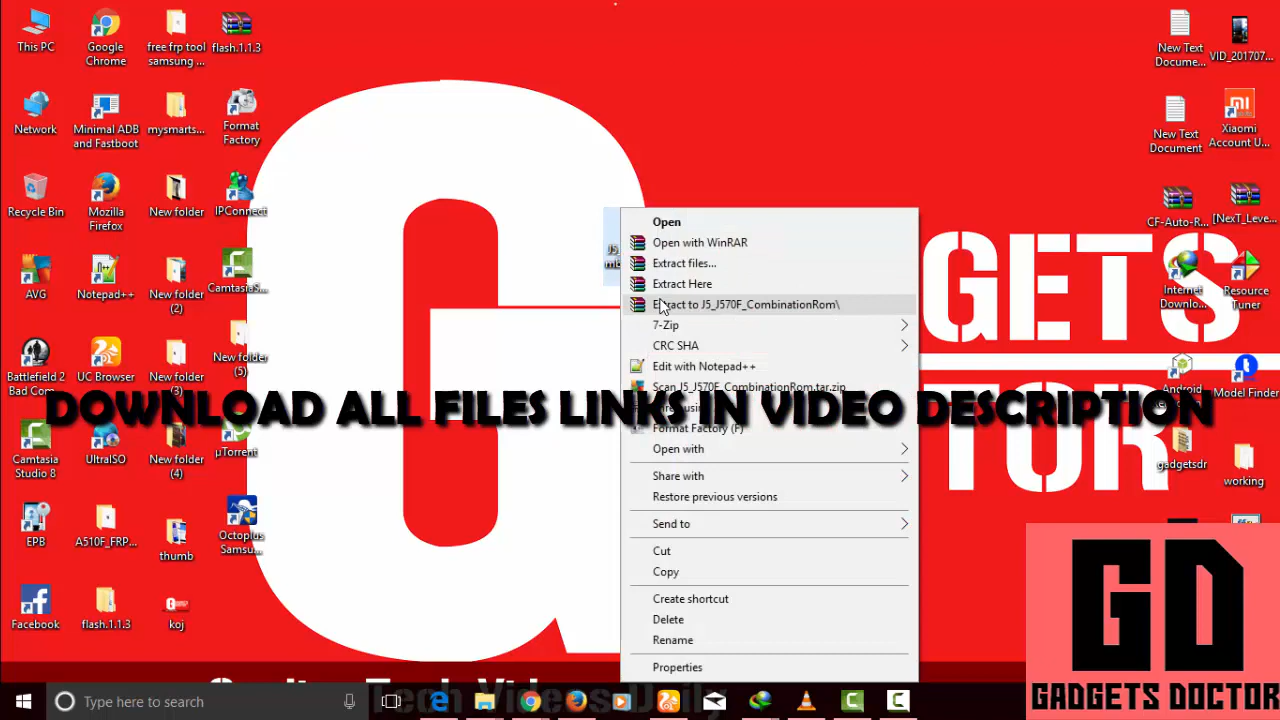 This PC
Google
Chrome
free frp tool
samsung ...
flash.1.1.3
Network
Minimal ADB
and Fastboot
mysmarts...
Format
Factory
Recycle Bin
Mozilla
Firefox
New folder
IPConnect
AVG
Notepad++
New folder
(2)
CamtasiaS...
Battlefield 2
Bad Com...
UC Browser
New folder
(3)
New folder
(5)
Camtasia
Studio 8
UltraISO
New folder
(4)
µTorrent
EPB
A510F_FRP...
thumb
Octoplus
Samsu...
Facebook
flash.1.1.3
koj
J5
Open
Open with WinRAR
Extract files...
Extract Here
Extract to J5_J570F_CombinationRom\
7-Zip
CRC SHA
Edit with Notepad++
Scan J5_J570F_CombinationRom.tar.zip
Format Factory (F)
Open with
Share with
Restore previous versions
Send to
Cut
Copy
Create shortcut
Delete
Rename
Properties
DOWNLOAD ALL FILES LINKS IN VIDEO DESCRIPTION
New Text
Docume...
VID_201707...
New Text
Document
Xiaomi
Account U...
CF-Auto-R...
[NexT_Leve...
Internet
Downlo...
Resource
Tuner
Android
Model Finder
gadgetsdr
working
GETS
TOR
Tech Videos Daily
GD
GADGETS DOCTOR
Type here to search